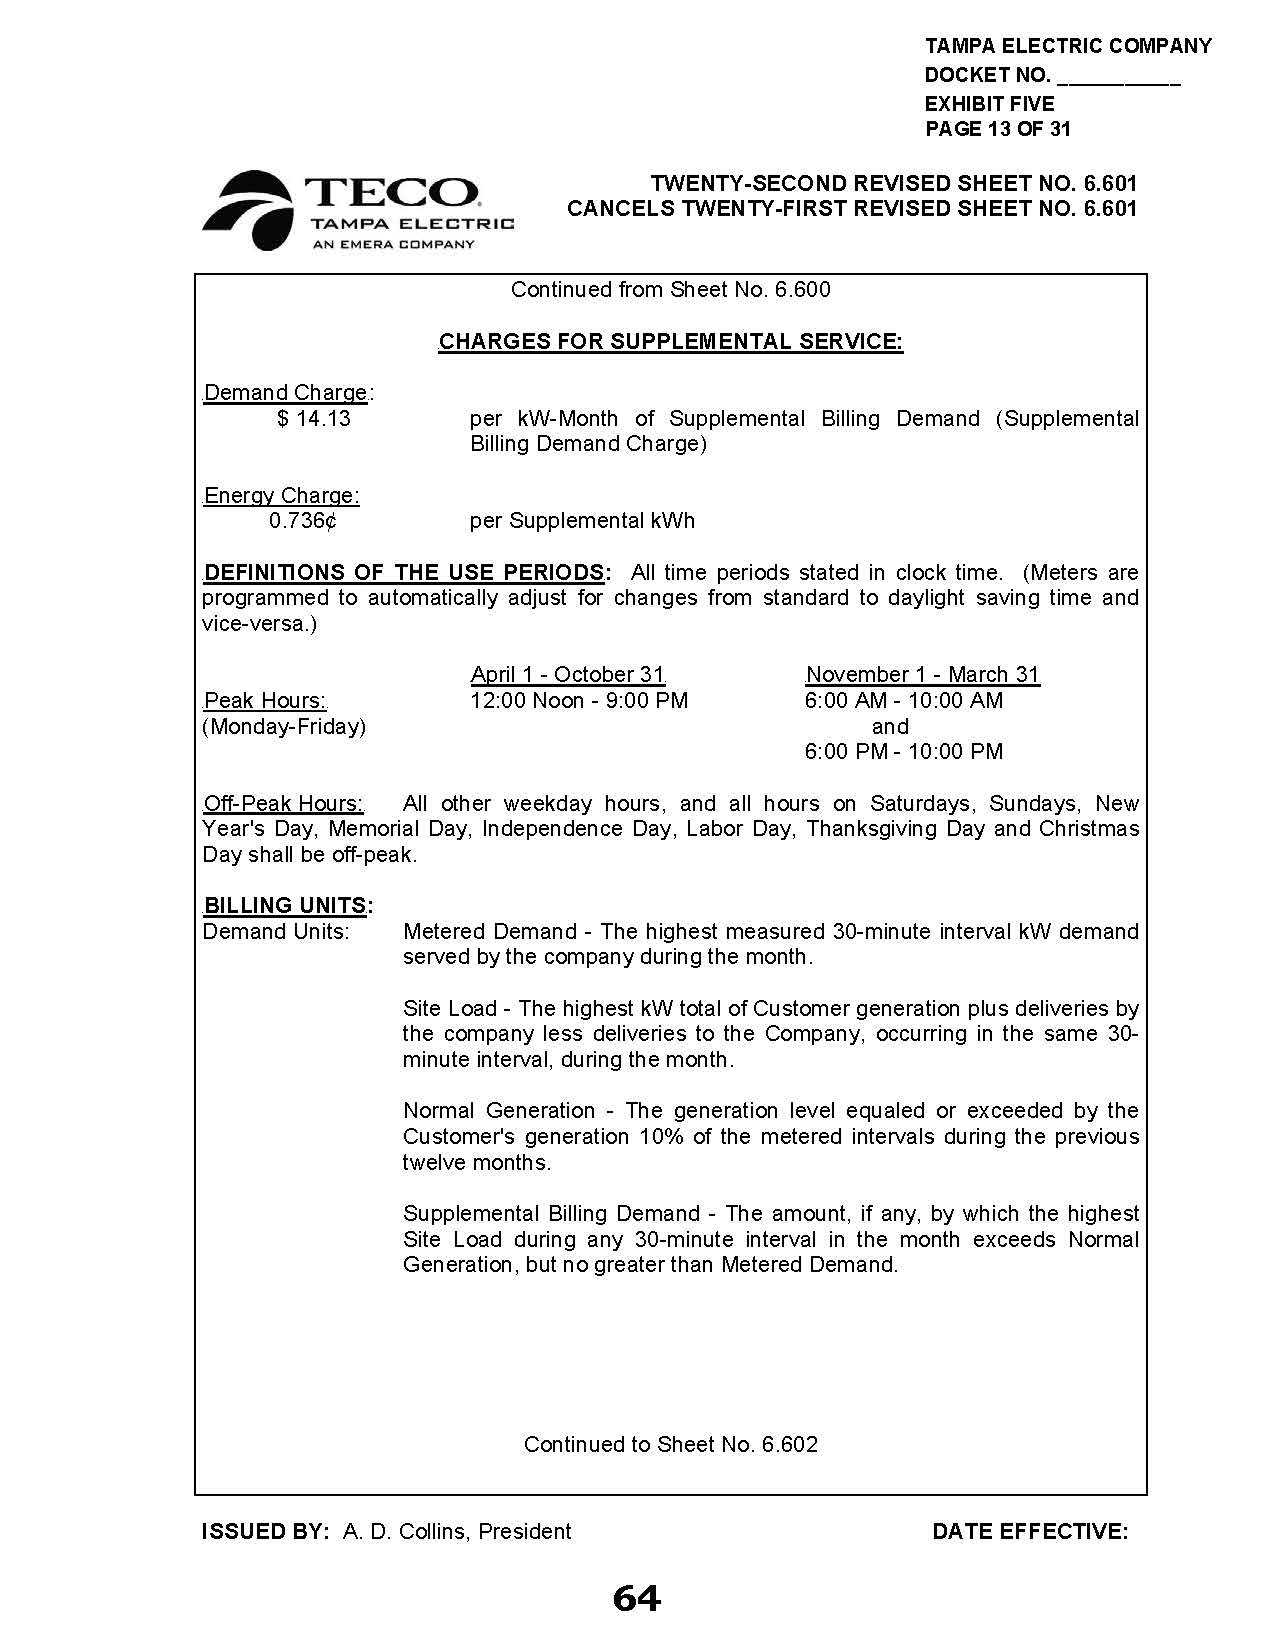 TAMPA ELECTRIC COMPANY
DOCKET NO. ___________
EXHIBIT FIVE
PAGE 13 OF 31
TECO.
TAMPA ELECTRIC
AN EMERA COMPANY
TWENTY-SECOND REVISED SHEET NO. 6.601
CANCELS TWENTY-FIRST REVISED SHEET NO. 6.601
Continued from Sheet No. 6.600
CHARGES FOR SUPPLEMENTAL SERVICE:
Demand Charge:
$ 14.13 per kW-Month of Supplemental Billing Demand (Supplemental
Billing Demand Charge)
Energy Charge:
0.736¢ per Supplemental kWh
DEFINITIONS OF THE USE PERIODS: All time periods stated in clock time. (Meters are
programmed to automatically adjust for changes from standard to daylight saving time and
vice-versa.)
April 1 - October 31 November 1 - March 31
Peak Hours: 12:00 Noon - 9:00 PM 6:00 AM - 10:00 AM
(Monday-Friday) and
6:00 PM - 10:00 PM
Off-Peak Hours: All other weekday hours, and all hours on Saturdays, Sundays, New
Year's Day, Memorial Day, Independence Day, Labor Day, Thanksgiving Day and Christmas
Day shall be off-peak.
BILLING UNITS:
Demand Units: Metered Demand - The highest measured 30-minute interval kW demand
served by the company during the month.
Site Load - The highest kW total of Customer generation plus deliveries by
the company less deliveries to the Company, occurring in the same 30-
minute interval, during the month.
Normal Generation - The generation level equaled or exceeded by the
Customer's generation 10% of the metered intervals during the previous
twelve months.
Supplemental Billing Demand - The amount, if any, by which the highest
Site Load during any 30-minute interval in the month exceeds Normal
Generation, but no greater than Metered Demand.
Continued to Sheet No. 6.602
ISSUED BY: A. D. Collins, President DATE EFFECTIVE:
64